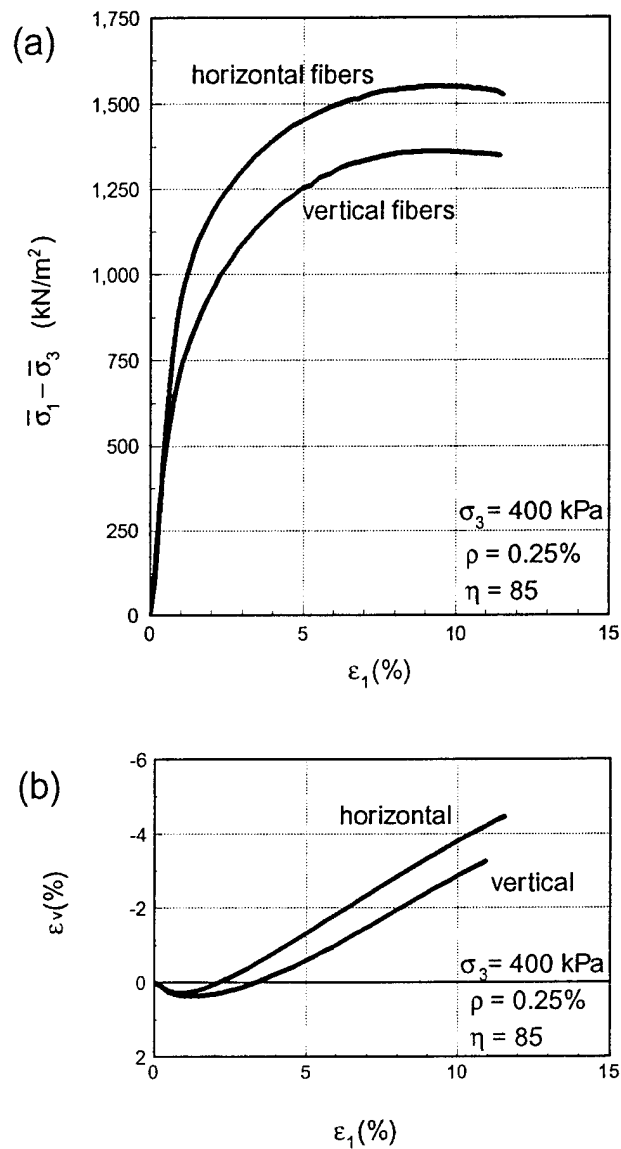 (a)
1,750
1,500
1,250
1,000
750
500
250
0
σ̅₁ – σ̅₃ (kN/m²)
horizontal fibers
vertical fibers
σ₃ = 400 kPa
ρ = 0.25%
η = 85
0 5 10 15
ε₁(%)
(b)
-6
-4
-2
0
2
εᵥ(%)
horizontal
vertical
σ₃ = 400 kPa
ρ = 0.25%
η = 85
0 5 10 15
ε₁(%)